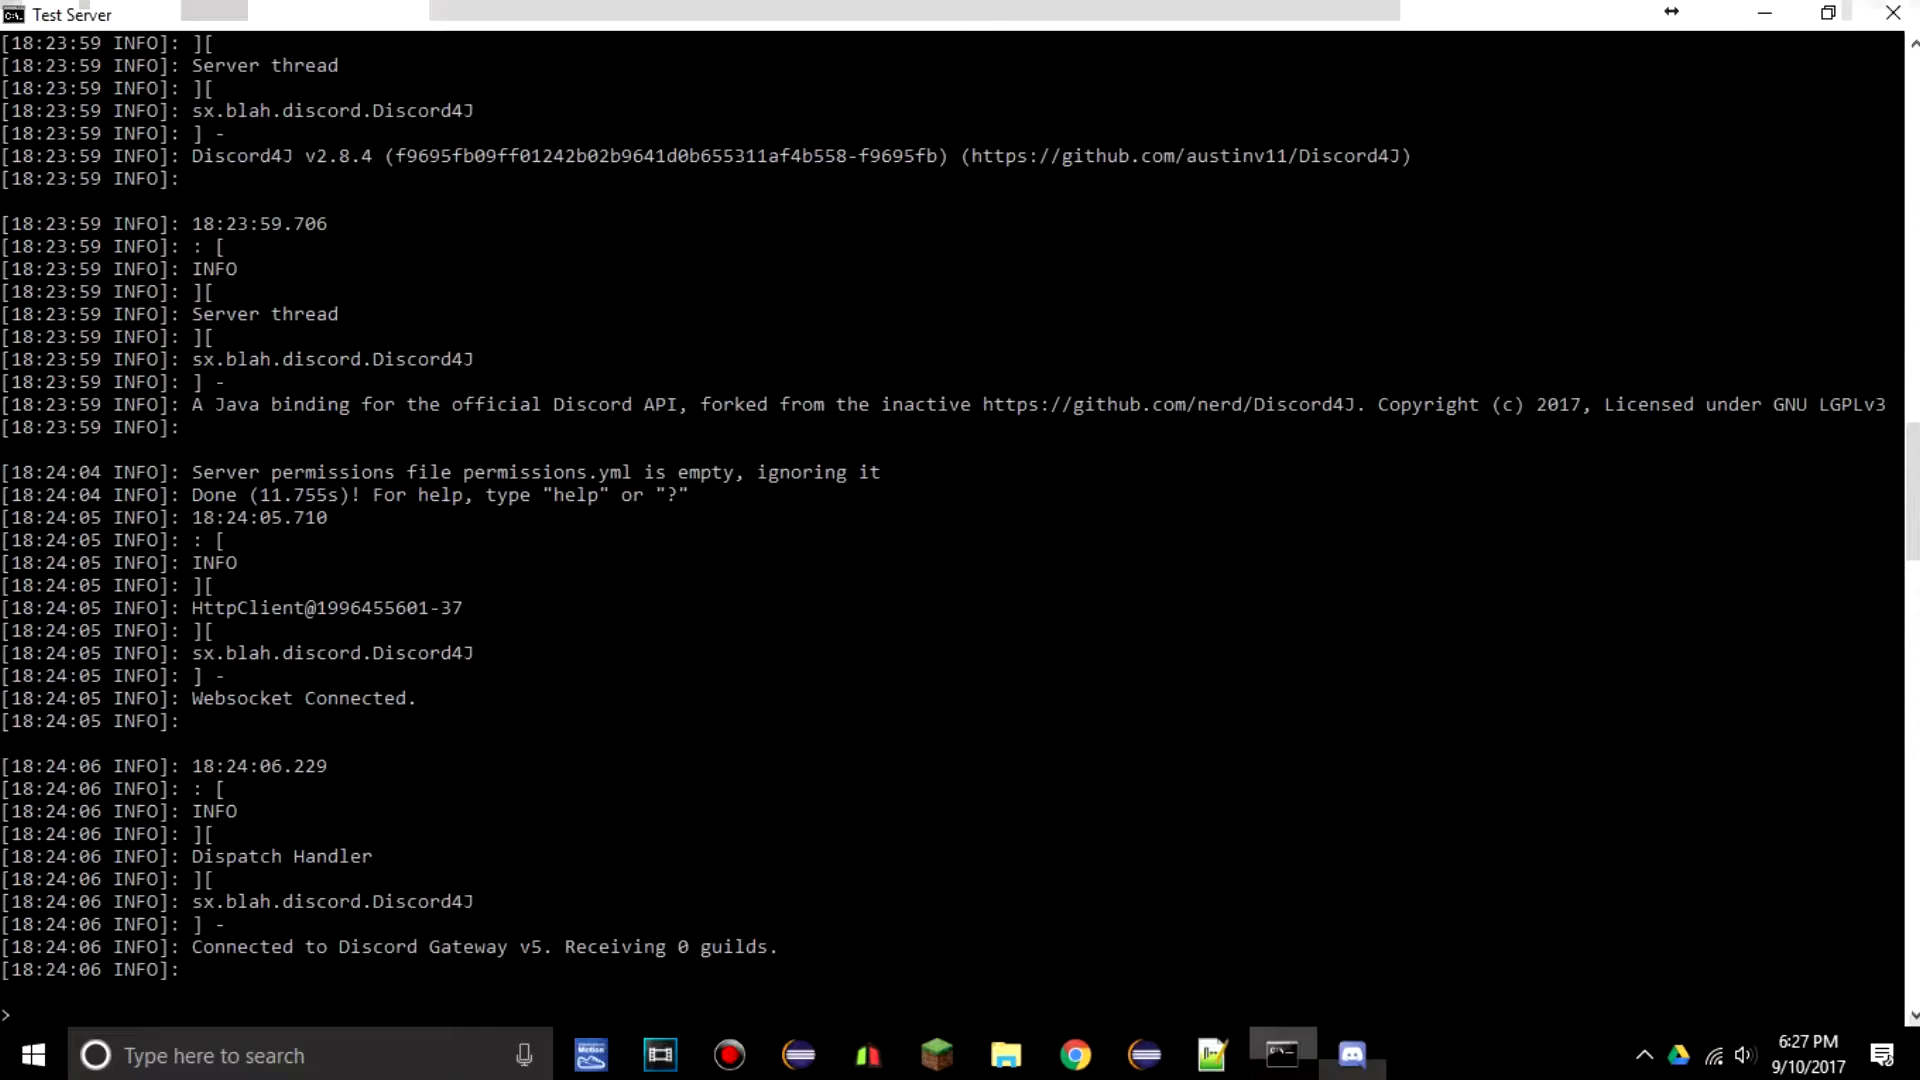 Test Server
[18:23:59 INFO]: ][
[18:23:59 INFO]: Server thread
[18:23:59 INFO]: ][
[18:23:59 INFO]: sx.blah.discord.Discord4J
[18:23:59 INFO]: ] -
[18:23:59 INFO]: Discord4J v2.8.4 (f9695fb09ff01242b02b9641d0b655311af4b558-f9695fb) (https://github.com/austinv11/Discord4J)
[18:23:59 INFO]:
[18:23:59 INFO]: 18:23:59.706
[18:23:59 INFO]: : [
[18:23:59 INFO]: INFO
[18:23:59 INFO]: ][
[18:23:59 INFO]: Server thread
[18:23:59 INFO]: ][
[18:23:59 INFO]: sx.blah.discord.Discord4J
[18:23:59 INFO]: ] -
[18:23:59 INFO]: A Java binding for the official Discord API, forked from the inactive https://github.com/nerd/Discord4J. Copyright (c) 2017, Licensed under GNU LGPLv3
[18:23:59 INFO]:
[18:24:04 INFO]: Server permissions file permissions.yml is empty, ignoring it
[18:24:04 INFO]: Done (11.755s)! For help, type "help" or "?"
[18:24:05 INFO]: 18:24:05.710
[18:24:05 INFO]: : [
[18:24:05 INFO]: INFO
[18:24:05 INFO]: ][
[18:24:05 INFO]: HttpClient@1996455601-37
[18:24:05 INFO]: ][
[18:24:05 INFO]: sx.blah.discord.Discord4J
[18:24:05 INFO]: ] -
[18:24:05 INFO]: Websocket Connected.
[18:24:05 INFO]:
[18:24:06 INFO]: 18:24:06.229
[18:24:06 INFO]: : [
[18:24:06 INFO]: INFO
[18:24:06 INFO]: ][
[18:24:06 INFO]: Dispatch Handler
[18:24:06 INFO]: ][
[18:24:06 INFO]: sx.blah.discord.Discord4J
[18:24:06 INFO]: ] -
[18:24:06 INFO]: Connected to Discord Gateway v5. Receiving 0 guilds.
[18:24:06 INFO]:
>
Type here to search
6:27 PM
9/10/2017